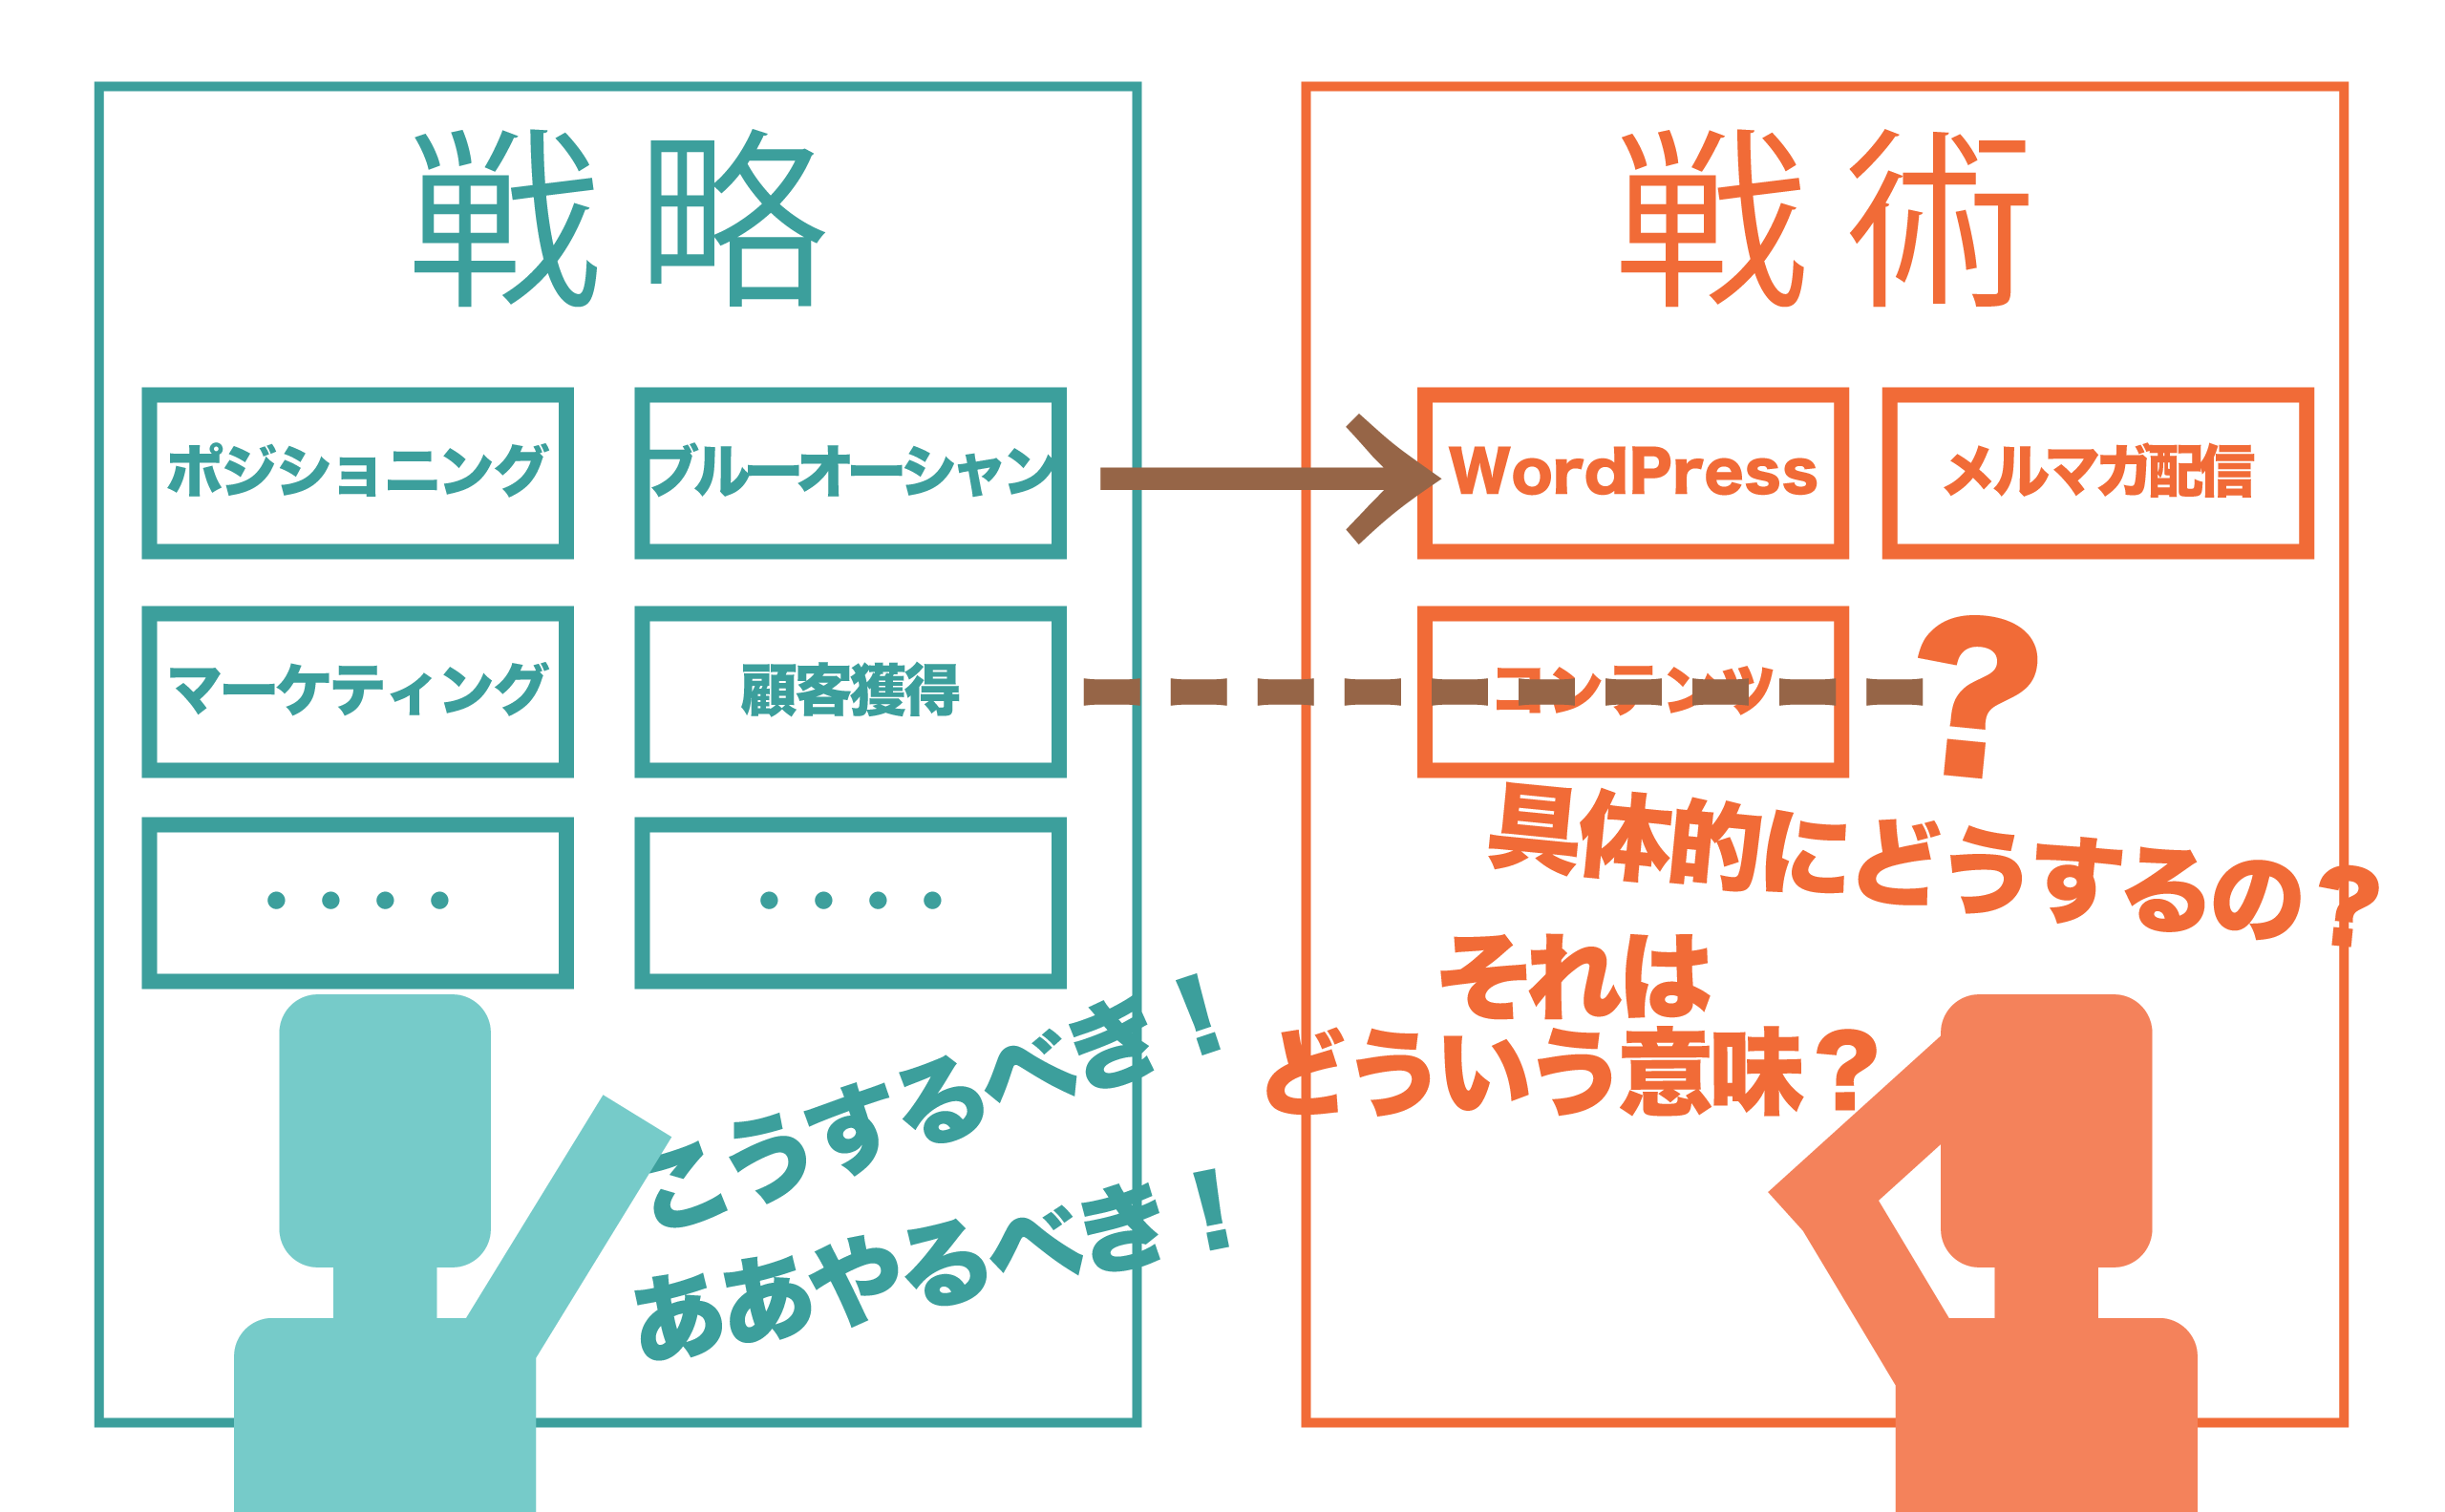 戦略
ポジショニング
ブルーオーシャン
マーケティング
顧客獲得
・・・・
・・・・
こうするべき！
ああやるべき！
戦術
WordPress
メルマガ配信
コンテンツ
?
具体的にどうするの?
それは
どういう意味?